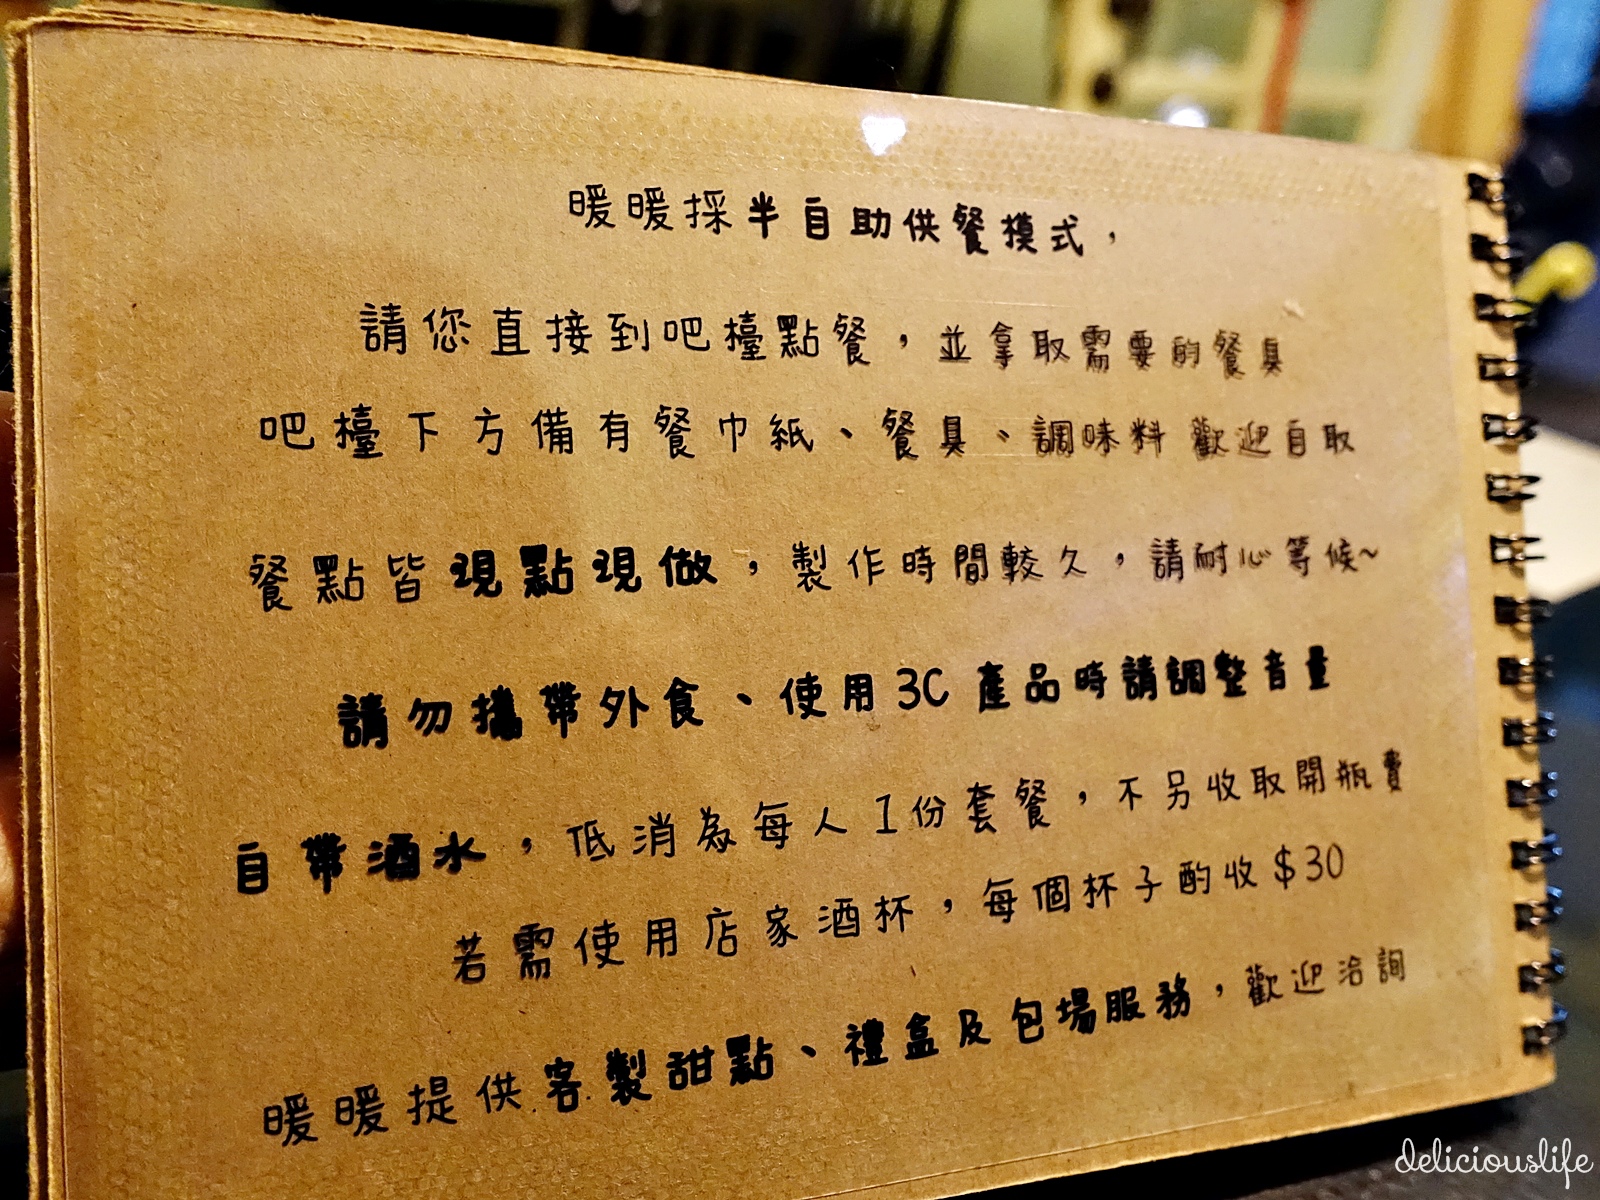 暖暖採半自助供餐模式，
請您直接到吧檯點餐，並拿取需要的餐具
吧檯下方備有餐巾紙、餐具、調味料 歡迎自取
餐點皆現點現做，製作時間較久，請耐心等候~
請勿攜帶外食、使用3C產品時請調整音量
自帶酒水，低消為每人1份套餐，不另收取開瓶費
若需使用店家酒杯，每個杯子酌收$30
暖暖提供客製甜點、禮盒及包場服務，歡迎洽詢
deliciouslife